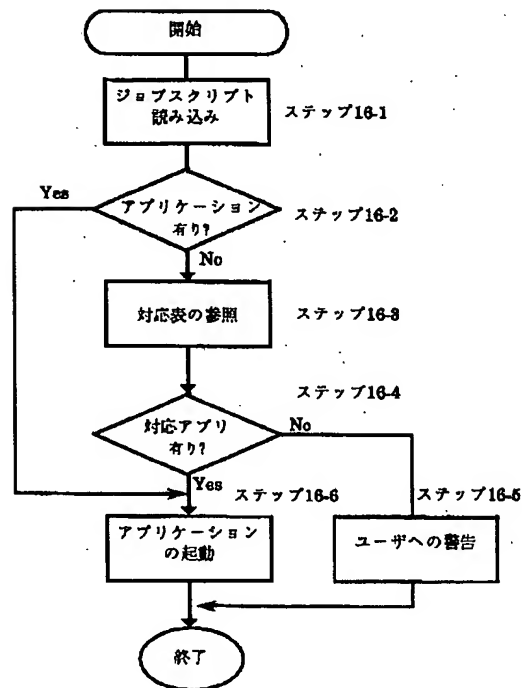 開始
ジョブスクリプト
読み込み
ステップ16-1
Yes
アプリケーション
有り?
ステップ16-2
No
対応表の参照
ステップ16-3
ステップ16-4
対応アプリ
有り?
No
Yes
ステップ16-6
ステップ16-5
アプリケーション
の起動
ユーザへの警告
終了